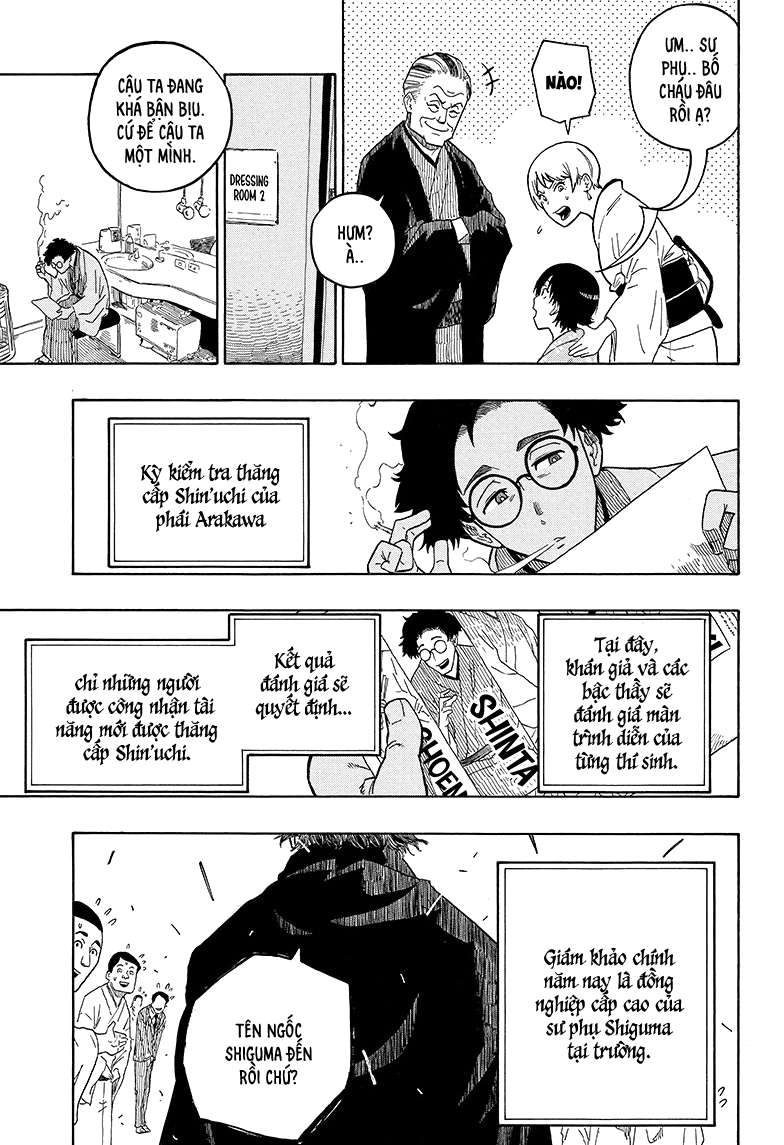 ƯM.. SƯ
PHỤ.. BỐ
CHÁU ĐÂU
RỒI Ạ?
NÀO!
HƯM?
À..
CẬU TA ĐANG
KHÁ BẬN BỊU.
CỨ ĐỂ CẬU TA
MỘT MÌNH.
DRESSING
ROOM 2
Kỳ kiểm tra thăng
cấp Shin'uchi của
phái Arakawa
Tại đây,
khán giả và các
bậc thầy sẽ
đánh giá màn
trình diễn của
từng thí sinh.
SHINTA
SHOEN
Kết quả
đánh giá sẽ
quyết định...
chỉ những người
được công nhận tài
năng mới được thăng
cấp Shin'uchi.
Giám khảo chính
năm nay là đồng
nghiệp cấp cao của
sư phụ Shiguma
tại trường.
TÊN NGỐC
SHIGUMA ĐẾN
RỒI CHỨ?